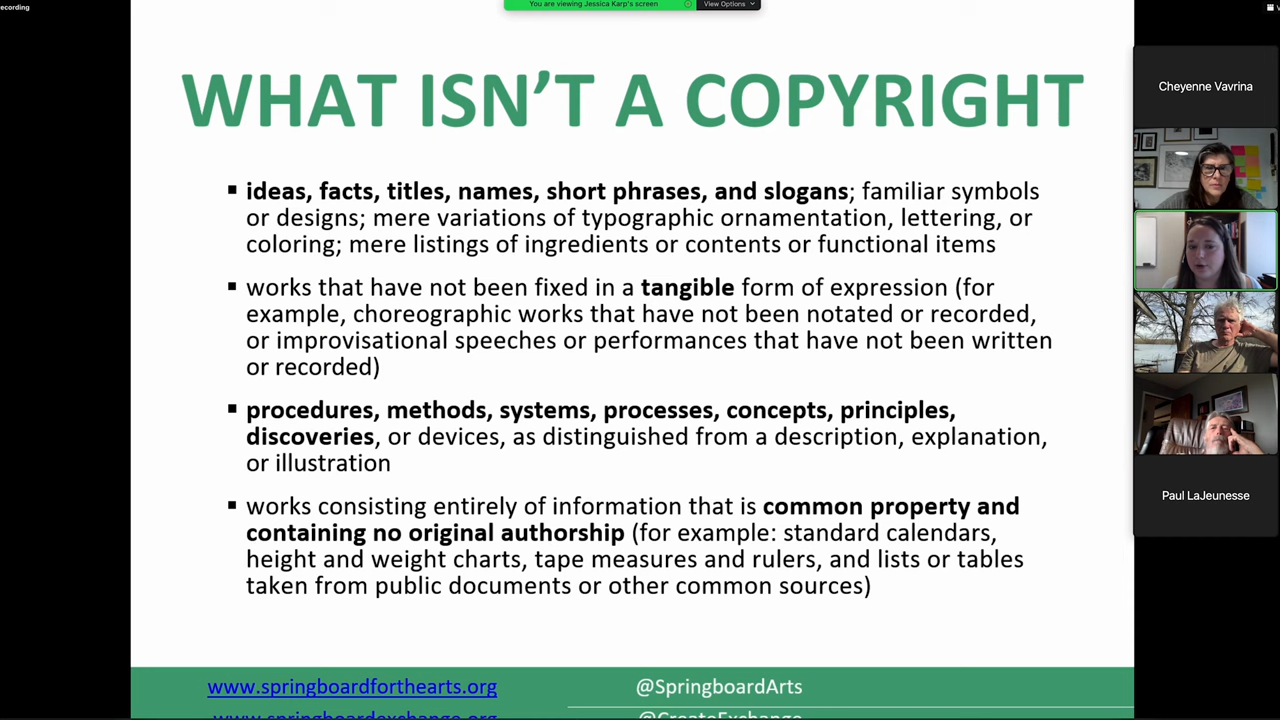 recording
You are viewing Jessica Karp's screen
View Options
WHAT ISN'T A COPYRIGHT
▪ ideas, facts, titles, names, short phrases, and slogans; familiar symbols
or designs; mere variations of typographic ornamentation, lettering, or
coloring; mere listings of ingredients or contents or functional items
▪ works that have not been fixed in a tangible form of expression (for
example, choreographic works that have not been notated or recorded,
or improvisational speeches or performances that have not been written
or recorded)
▪ procedures, methods, systems, processes, concepts, principles,
discoveries, or devices, as distinguished from a description, explanation,
or illustration
▪ works consisting entirely of information that is common property and
containing no original authorship (for example: standard calendars,
height and weight charts, tape measures and rulers, and lists or tables
taken from public documents or other common sources)
www.springboardforthearts.org
@SpringboardArts
www.springboardexchange.org
@CreateExchange
Cheyenne Vavrina
Paul LaJeunesse